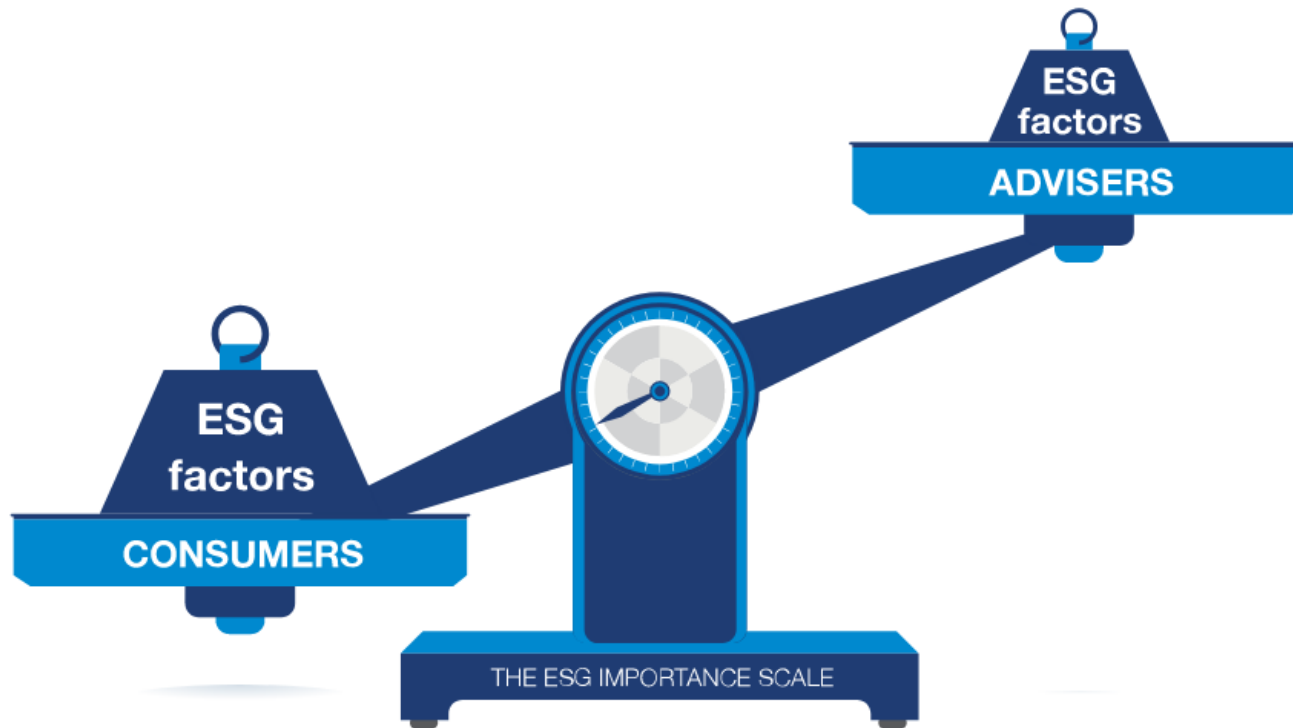 ESG
factors
ADVISERS
ESG
factors
CONSUMERS
THE ESG IMPORTANCE SCALE